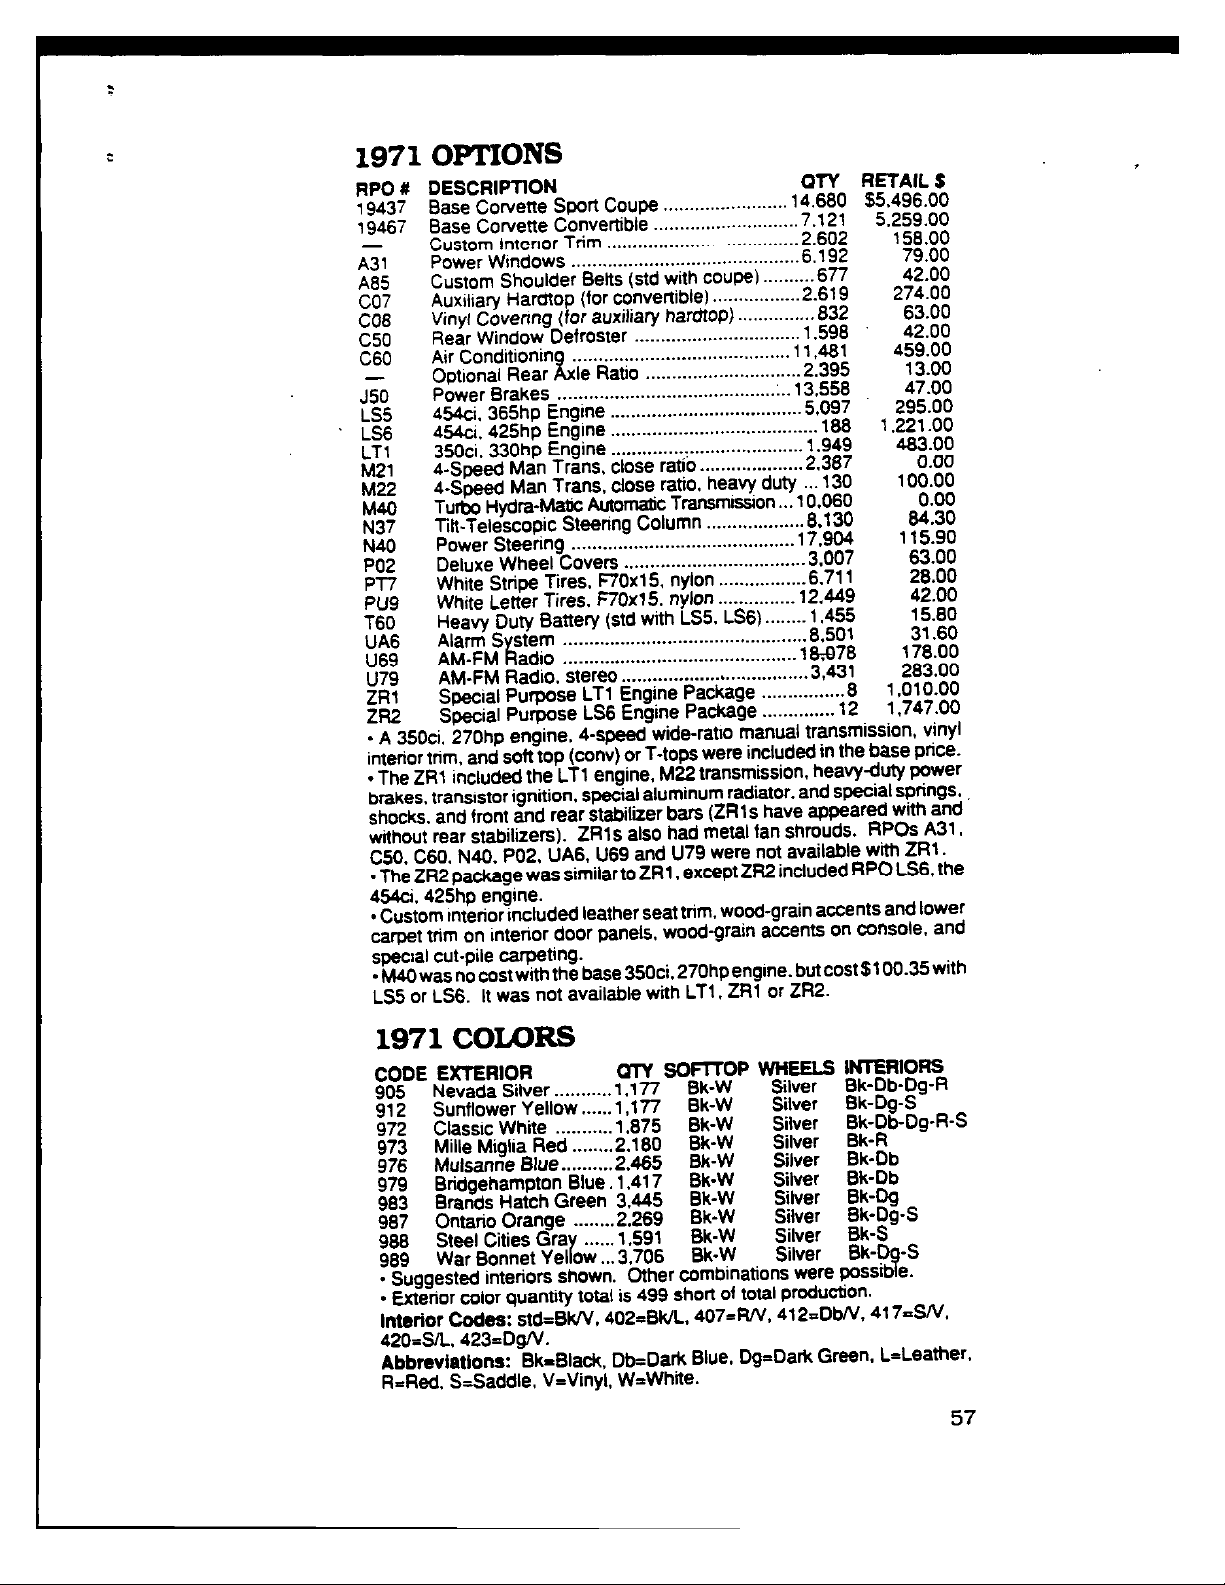 1971 OPTIONS
RPO # DESCRIPTION QTY RETAIL $
19437 Base Corvette Sport Coupe ........................ 14.680 $5,496.00
19467 Base Corvette Convertible ............................ 7.121 5.259.00
— Custom Interior Trim .................... .............. 2.602 158.00
A31 Power Windows ............................................ 6.192 79.00
A85 Custom Shoulder Belts (std with coupe) .......... 677 42.00
C07 Auxiliary Hardtop (for convertible) ................. 2.619 274.00
C08 Vinyl Covering (for auxiliary hardtop) ............... 832 63.00
C50 Rear Window Defroster ................................ 1.598 42.00
C60 Air Conditioning .......................................... 11,481 459.00
— Optional Rear Axle Ratio .............................. 2.395 13.00
J50 Power Brakes ............................................. 13,558 47.00
LS5 454ci, 365hp Engine ..................................... 5.097 295.00
LS6 454ci, 425hp Engine ........................................ 188 1,221.00
LT1 350ci. 330hp Engine ..................................... 1.949 483.00
M21 4-Speed Man Trans, close ratio .................... 2.387 0.00
M22 4-Speed Man Trans, close ratio. heavy duty ... 130 100.00
M40 Turbo Hydra-Matic Automatic Transmission ... 10,060 0.00
N37 Tilt-Telescopic Steering Column ................... 8,130 84.30
N40 Power Steering ........................................... 17,904 115.90
P02 Deluxe Wheel Covers ................................... 3,007 63.00
PT7 White Stripe Tires, F70x15, nylon ................. 6.711 28.00
PU9 White Letter Tires. F70x15. nylon ............... 12.449 42.00
T60 Heavy Duty Battery (std with LS5, LS6) ........ 1,455 15.80
UA6 Alarm System ............................................... 8,501 31.60
U69 AM-FM Radio ............................................. 18,078 178.00
U79 AM-FM Radio, stereo .................................... 3,431 283.00
ZR1 Special Purpose LT1 Engine Package ................ 8 1,010.00
ZR2 Special Purpose LS6 Engine Package .............. 12 1,747.00
• A 350ci, 270hp engine, 4-speed wide-ratio manual transmission, vinyl
interior trim, and soft top (conv) or T-tops were included in the base price.
• The ZR1 included the LT1 engine, M22 transmission, heavy-duty power
brakes, transistor ignition, special aluminum radiator. and special springs,
shocks, and front and rear stabilizer bars (ZR1s have appeared with and
without rear stabilizers). ZR1s also had metal fan shrouds. RPOs A31,
C50, C60, N40, P02, UA6, U69 and U79 were not available with ZR1.
• The ZR2 package was similar to ZR1, except ZR2 included RPO LS6, the
454ci, 425hp engine.
• Custom interior included leather seat trim, wood-grain accents and lower
carpet trim on interior door panels, wood-grain accents on console, and
special cut-pile carpeting.
• M40 was no cost with the base 350ci, 270hp engine. but cost $100.35 with
LS5 or LS6. It was not available with LT1, ZR1 or ZR2.
1971 COLORS
CODE EXTERIOR QTY SOFTTOP WHEELS INTERIORS
905 Nevada Silver ........... 1,177 Bk-W Silver Bk-Db-Dg-R
912 Sunflower Yellow ...... 1,177 Bk-W Silver Bk-Dg-S
972 Classic White ........... 1.875 Bk-W Silver Bk-Db-Dg-R-S
973 Mille Miglia Red ........ 2.180 Bk-W Silver Bk-R
976 Mulsanne Blue .......... 2.465 Bk-W Silver Bk-Db
979 Bridgehampton Blue . 1,417 Bk-W Silver Bk-Db
983 Brands Hatch Green 3,445 Bk-W Silver Bk-Dg
987 Ontario Orange ........ 2.269 Bk-W Silver Bk-Dg-S
988 Steel Cities Gray ...... 1,591 Bk-W Silver Bk-S
989 War Bonnet Yellow ... 3,706 Bk-W Silver Bk-Dg-S
• Suggested interiors shown. Other combinations were possible.
• Exterior color quantity total is 499 short of total production.
Interior Codes: std=Bk/V, 402=Bk/L, 407=R/V, 412=Db/V, 417=S/V,
420=S/L, 423=Dg/V.
Abbreviations: Bk=Black, Db=Dark Blue, Dg=Dark Green, L=Leather,
R=Red, S=Saddle, V=Vinyl, W=White.
57